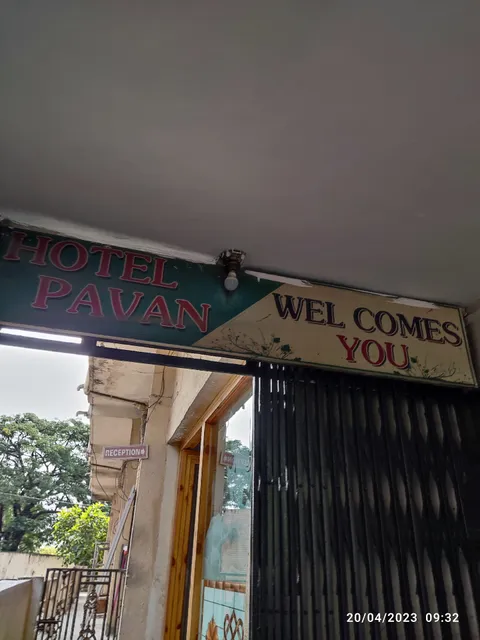 HOTEL
PAVAN
WEL COMES
YOU
RECEPTION
20/04/2023 09:32